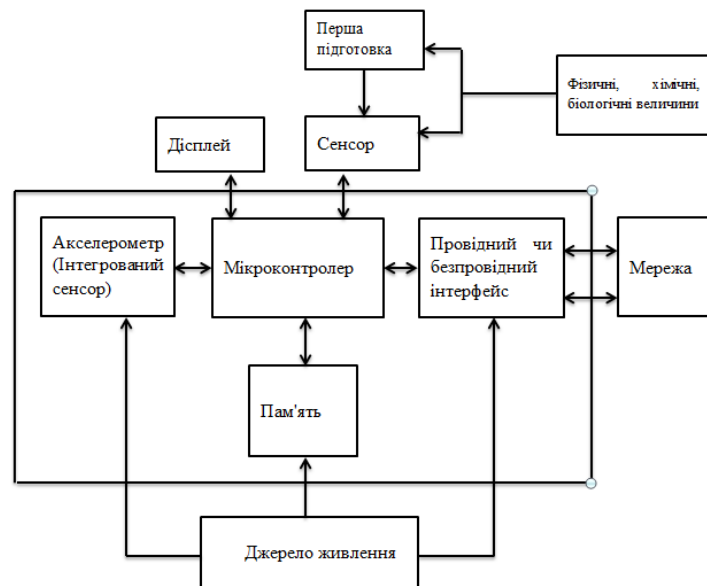 Перша
підготовка
Фізичні, хімічні,
біологічні величини
Дісплей
Сенсор
Акселерометр
(Інтегрований
сенсор)
Мікроконтролер
Провідний чи
безпровідний
інтерфейс
Мережа
Пам'ять
Джерело живлення